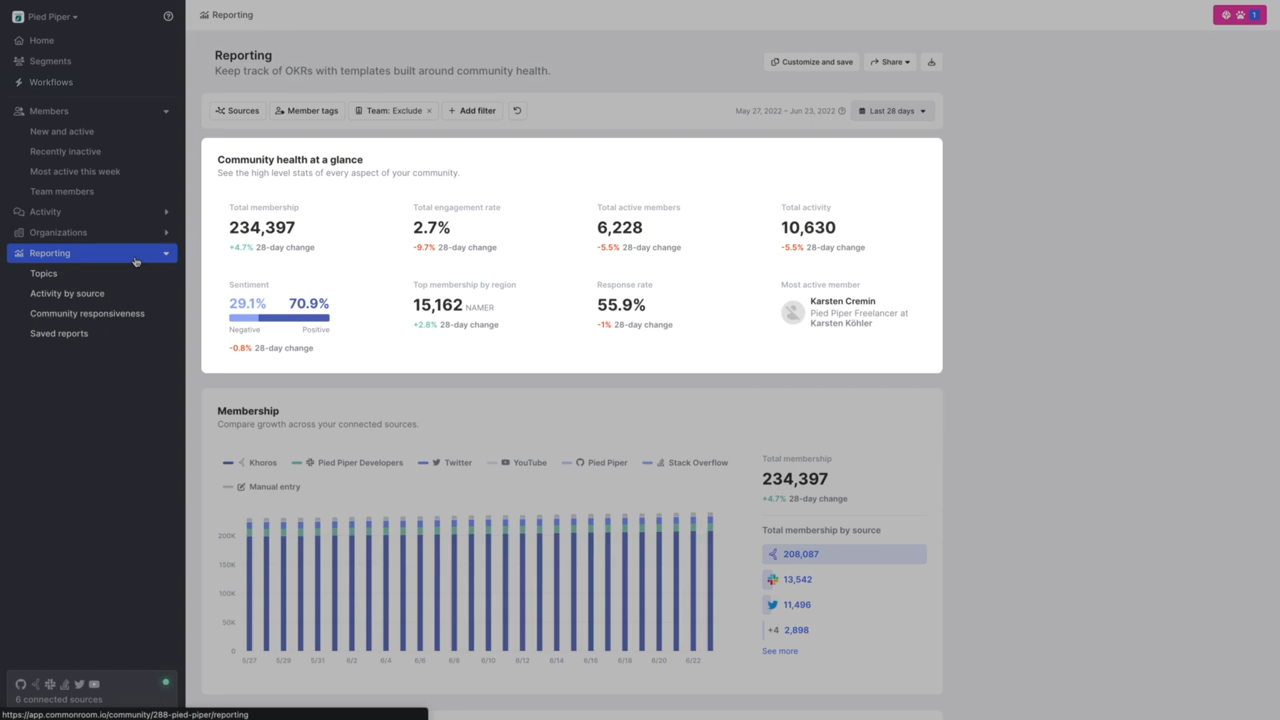 Pied Piper
Home
Segments
Workflows
Members
New and active
Recently inactive
Most active this week
Team members
Activity
Organizations
Reporting
Topics
Activity by source
Community responsiveness
Saved reports
6 connected sources
https://app.commonroom.io/community/288-pied-piper/reporting
Reporting
1
Reporting
Keep track of OKRs with templates built around community health.
Customize and save
Share
Sources
Member tags
Team: Exclude ×
+ Add filter
May 27, 2022 – Jun 23, 2022
Last 28 days
Community health at a glance
See the high level stats of every aspect of your community.
Total membership
234,397
+4.7% 28-day change
Total engagement rate
2.7%
-9.7% 28-day change
Total active members
6,228
-5.5% 28-day change
Total activity
10,630
-5.5% 28-day change
Sentiment
29.1% 70.9%
Negative Positive
-0.8% 28-day change
Top membership by region
15,162 NAMER
+2.8% 28-day change
Response rate
55.9%
-1% 28-day change
Most active member
Karsten Cremin
Pied Piper Freelancer at
Karsten Köhler
Membership
Compare growth across your connected sources.
Khoros Pied Piper Developers Twitter YouTube Pied Piper Stack Overflow
Manual entry
200K
150K
100K
50K
0
5/27 5/29 5/31 6/2 6/4 6/6 6/8 6/10 6/12 6/14 6/16 6/18 6/20 6/22
Total membership
234,397
+4.7% 28-day change
Total membership by source
208,087
13,542
11,496
+4 2,898
See more